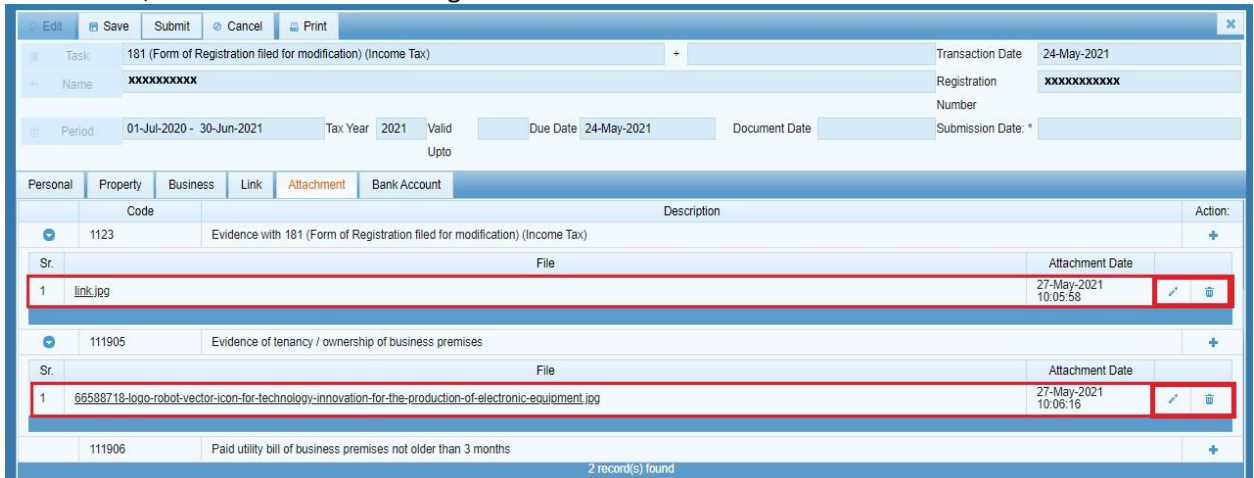 Edit Save Submit Cancel Print
Task 181 (Form of Registration filed for modification) (Income Tax) + Transaction Date 24-May-2021
Name xxxxxxxxxx Registration Number xxxxxxxxxxx
Period 01-Jul-2020 - 30-Jun-2021 Tax Year 2021 Valid Upto Due Date 24-May-2021 Document Date Submission Date: *
Personal Property Business Link Attachment Bank Account
Code Description Action:
1123 Evidence with 181 (Form of Registration filed for modification) (Income Tax) +
Sr. File Attachment Date
1 link.jpg 27-May-2021 10:05:58
111905 Evidence of tenancy / ownership of business premises +
Sr. File Attachment Date
1 66588718-logo-robot-vector-icon-for-technology-innovation-for-the-production-of-electronic-equipment.jpg 27-May-2021 10:06:16
111906 Paid utility bill of business premises not older than 3 months +
2 record(s) found